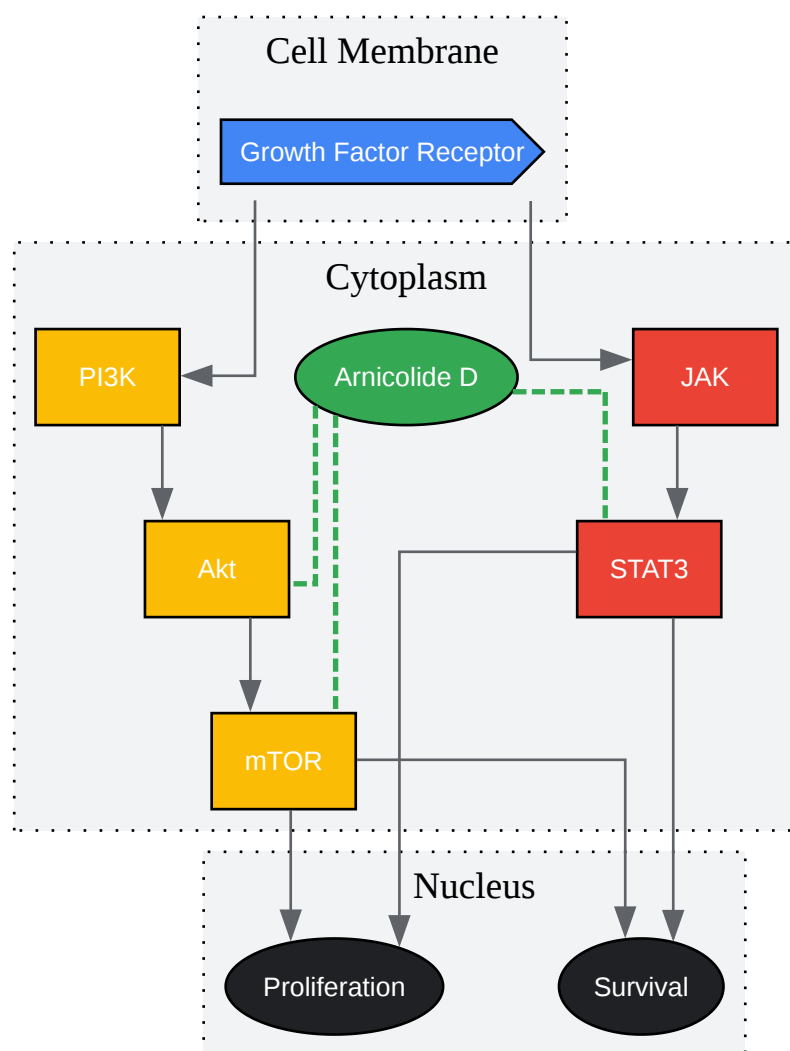 Cell Membrane
Growth Factor Receptor
Cytoplasm
PI3K
Arnicolide D
JAK
Akt
STAT3
mTOR
Nucleus
Proliferation
Survival